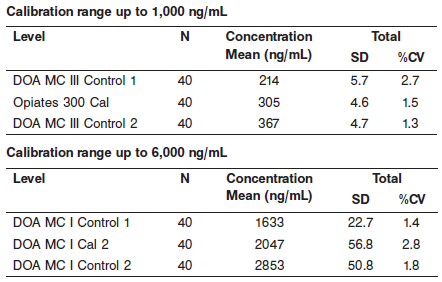 Calibration range up to 1,000 ng/mL
Level N Concentration Total
Mean (ng/mL) SD %CV
DOA MC III Control 1 40 214 5.7 2.7
Opiates 300 Cal 40 305 4.6 1.5
DOA MC III Control 2 40 367 4.7 1.3
Calibration range up to 6,000 ng/mL
Level N Concentration Total
Mean (ng/mL) SD %CV
DOA MC I Control 1 40 1633 22.7 1.4
DOA MC I Cal 2 40 2047 56.8 2.8
DOA MC I Control 2 40 2853 50.8 1.8